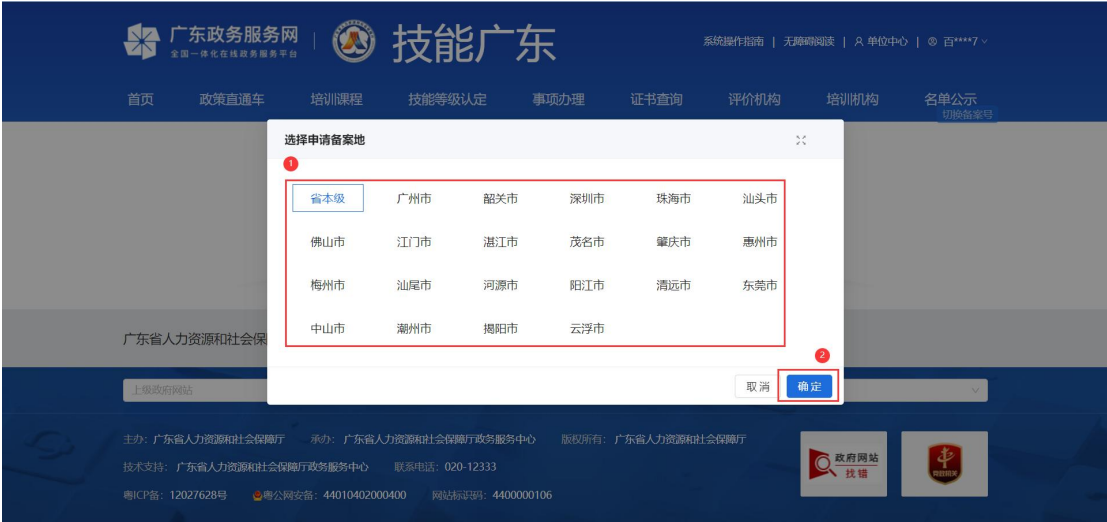 广东政务服务网
全国一体化在线政务服务平台
技能广东
系统操作指南 | 无障碍阅读 | 单位中心 | 百****7
首页 政策直通车 培训课程 技能等级认定 事项办理 证书查询 评价机构 培训机构 名单公示
切换备案号
选择申请备案地
1
省本级 广州市 韶关市 深圳市 珠海市 汕头市
佛山市 江门市 湛江市 茂名市 肇庆市 惠州市
梅州市 汕尾市 河源市 阳江市 清远市 东莞市
中山市 潮州市 揭阳市 云浮市
广东省人力资源和社会保
2
取消 确定
上级政府网站
主办：广东省人力资源和社会保障厅 承办：广东省人力资源和社会保障厅政务服务中心 版权所有：广东省人力资源和社会保障厅
技术支持：广东省人力资源和社会保障厅政务服务中心 联系电话：020-12333
粤ICP备：12027628号 粤公网安备：44010402000400 网站标识码：4400000106
政府网站
找错
党政机关